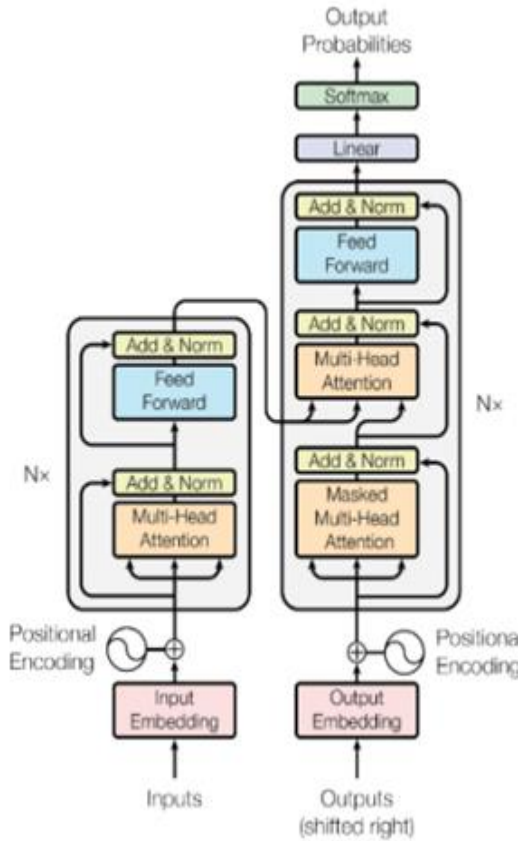 Output
Probabilities
Softmax
Linear
Add & Norm
Feed
Forward
Add & Norm
Multi-Head
Attention
Add & Norm
Masked
Multi-Head
Attention
Nx
Add & Norm
Feed
Forward
Add & Norm
Multi-Head
Attention
Nx
Positional
Encoding
Positional
Encoding
Input
Embedding
Output
Embedding
Inputs
Outputs
(shifted right)